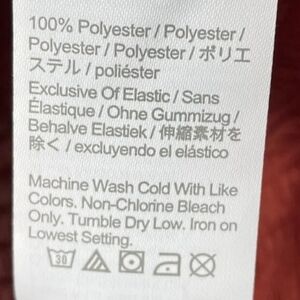 100% Polyester / Polyester /
Polyester / Polyester / ポリエ
ステル / poliéster
Exclusive Of Elastic / Sans
Élastique / Ohne Gummizug /
Behalve Elastiek / 伸縮素材を
除く / excluyendo el elástico
Machine Wash Cold With Like
Colors. Non-Chlorine Bleach
Only. Tumble Dry Low. Iron on
Lowest Setting.
30